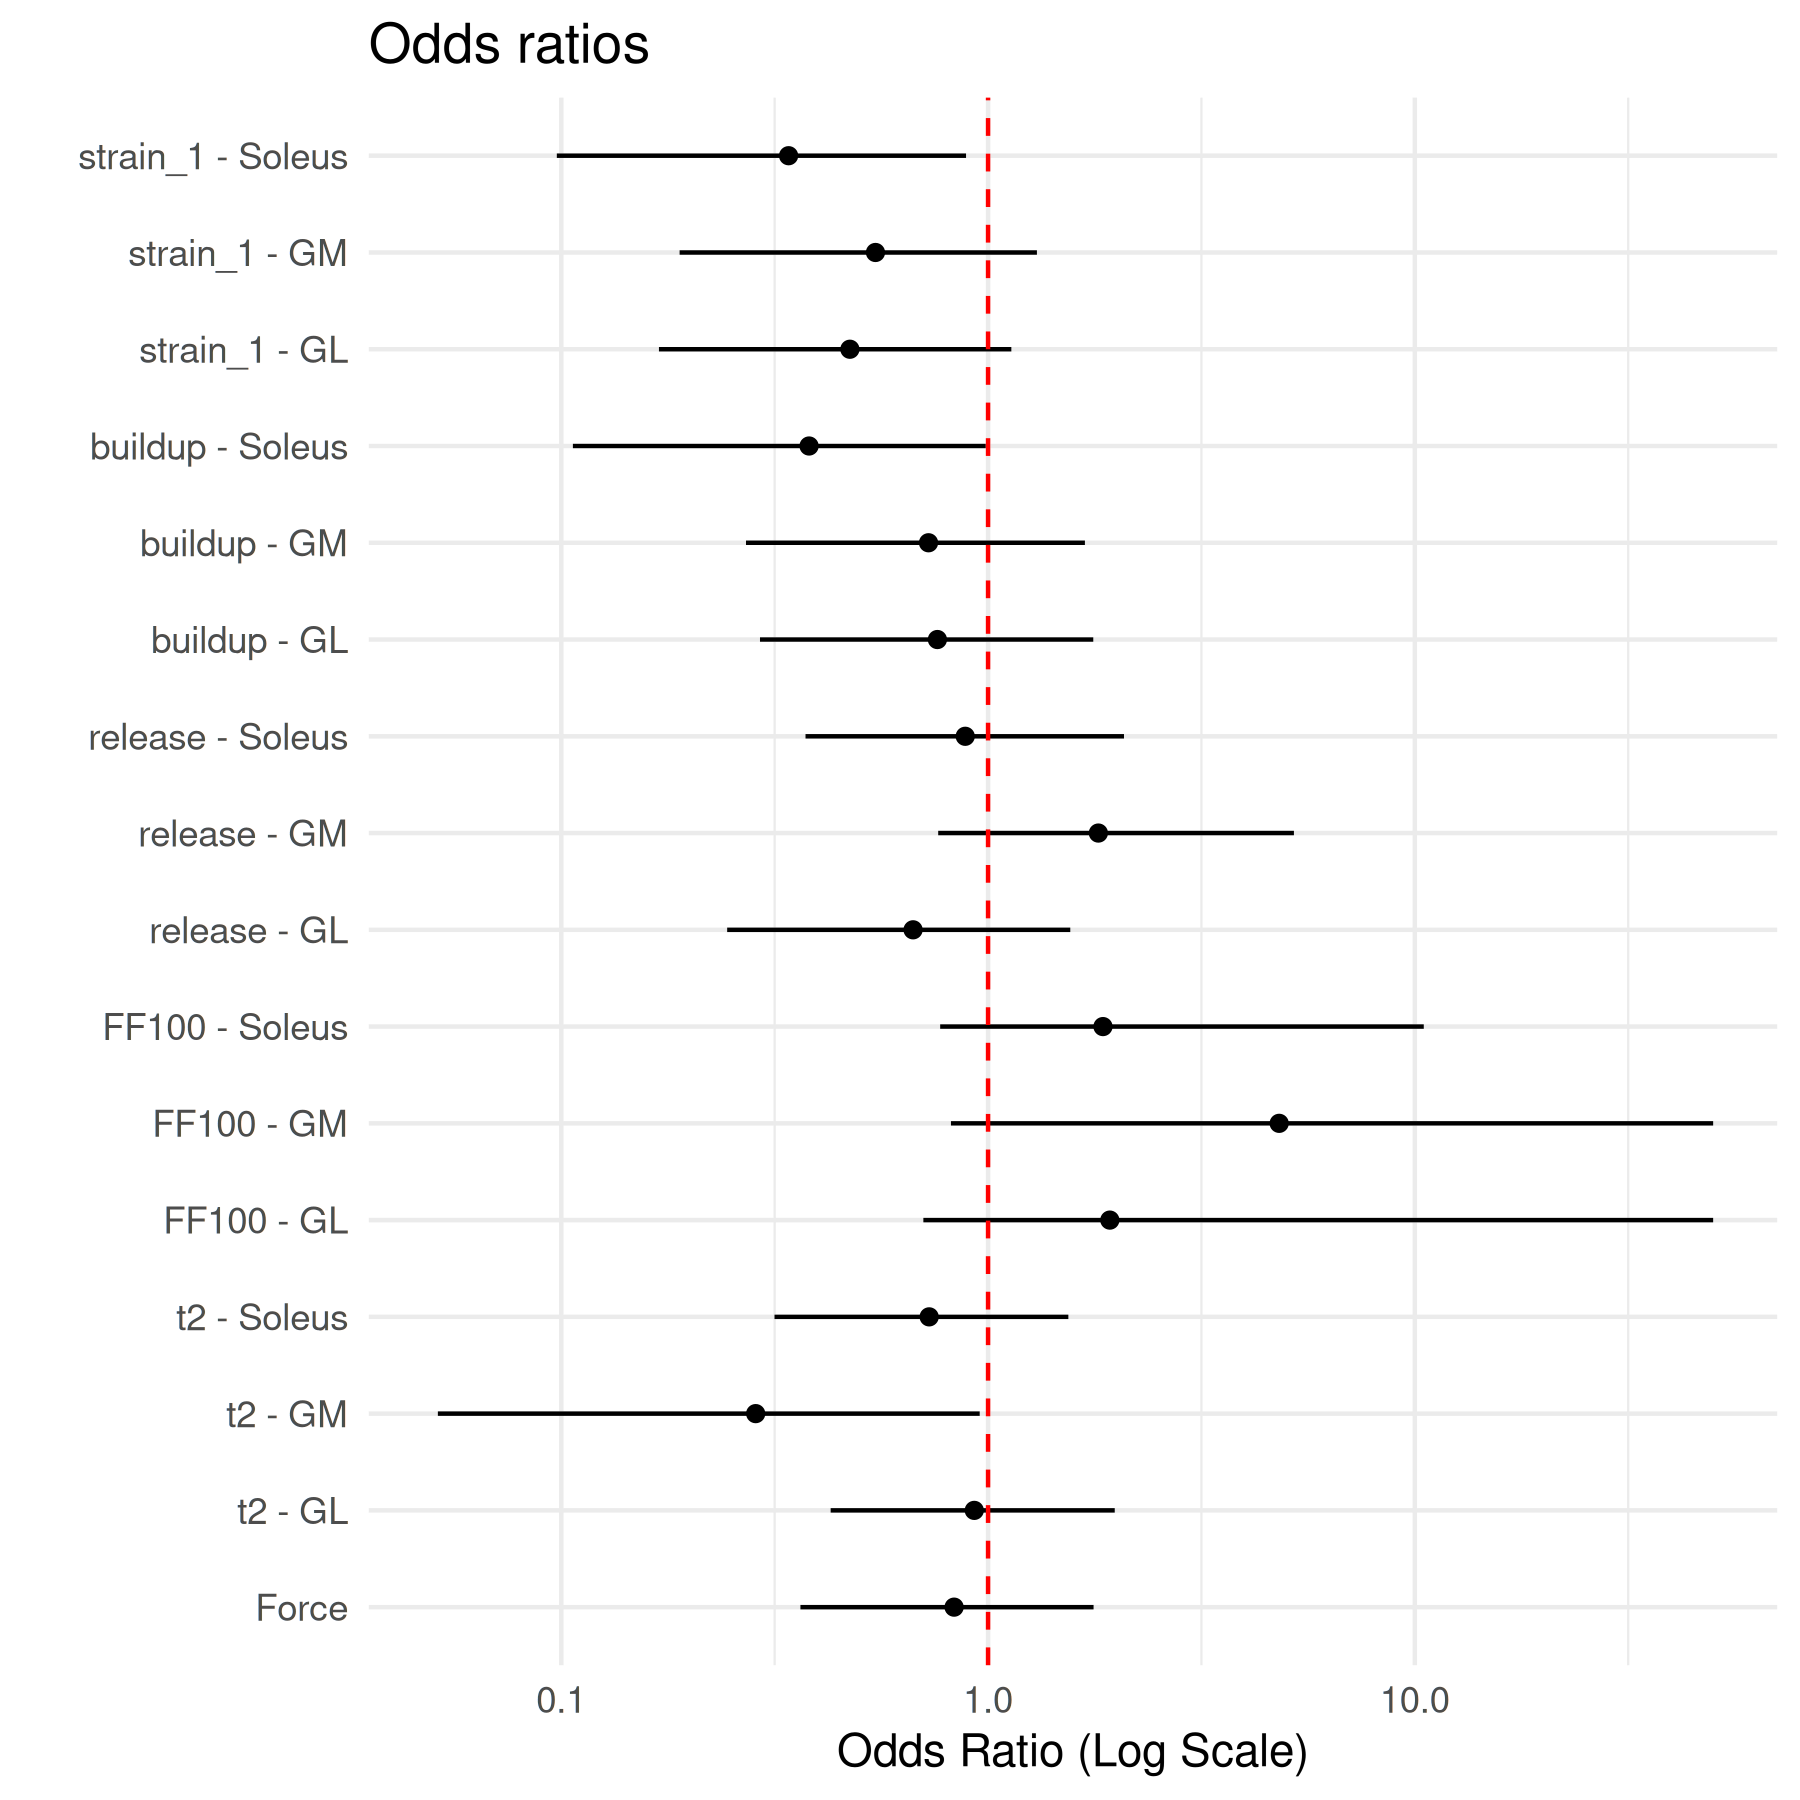 Odds ratios
strain_1 - Soleus
strain_1 - GM
strain_1 - GL
buildup - Soleus
buildup - GM
buildup - GL
release - Soleus
release - GM
release - GL
FF100 - Soleus
FF100 - GM
FF100 - GL
t2 - Soleus
t2 - GM
t2 - GL
Force
0.1 1.0 10.0
Odds Ratio (Log Scale)